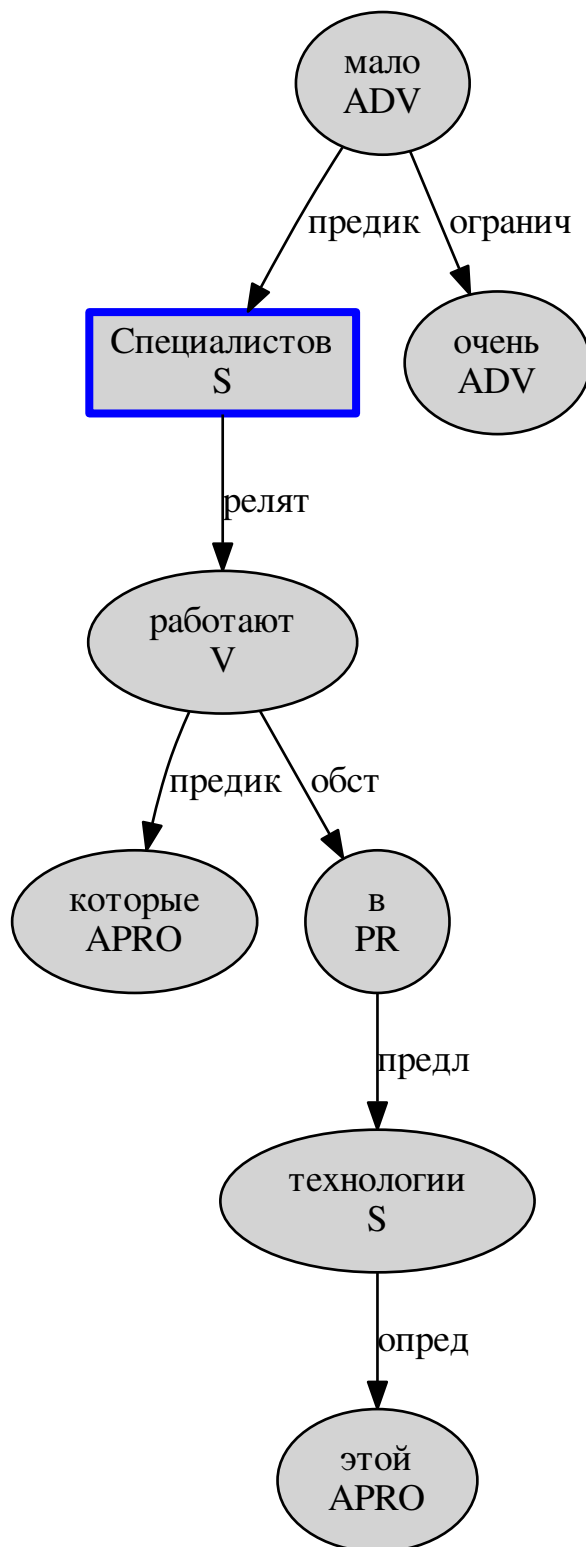 мало
ADV
предик
огранич
Специалистов
S
очень
ADV
релят
работают
V
предик
обст
которые
APRO
в
PR
предл
технологии
S
опред
этой
APRO